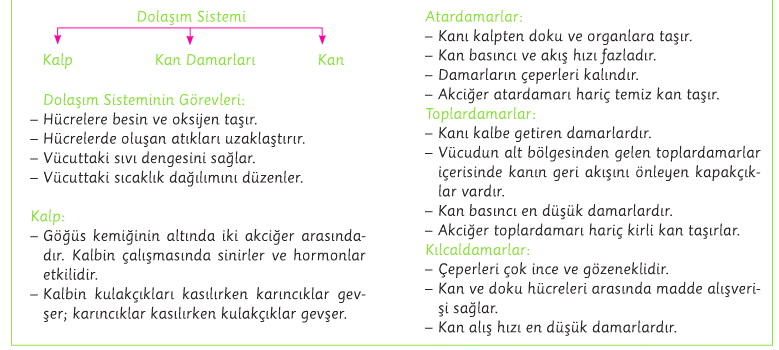 Dolaşım Sistemi
Kalp Kan Damarları Kan
Dolaşım Sisteminin Görevleri:
– Hücrelere besin ve oksijen taşır.
– Hücrelerde oluşan atıkları uzaklaştırır.
– Vücuttaki sıvı dengesini sağlar.
– Vücuttaki sıcaklık dağılımını düzenler.
Kalp:
– Göğüs kemiğinin altında iki akciğer arasında-
dır. Kalbin çalışmasında sinirler ve hormonlar
etkilidir.
– Kalbin kulakçıkları kasılırken karıncıklar gev-
şer; karıncıklar kasılırken kulakçıklar gevşer.
Atardamarlar:
– Kanı kalpten doku ve organlara taşır.
– Kan basıncı ve akış hızı fazladır.
– Damarların çeperleri kalındır.
– Akciğer atardamarı hariç temiz kan taşır.
Toplardamarlar:
– Kanı kalbe getiren damarlardır.
– Vücudun alt bölgesinden gelen toplardamarlar
içerisinde kanın geri akışını önleyen kapakçık-
lar vardır.
– Kan basıncı en düşük damarlardır.
– Akciğer toplardamarı hariç kirli kan taşırlar.
Kılcaldamarlar:
– Çeperleri çok ince ve gözeneklidir.
– Kan ve doku hücreleri arasında madde alışveri-
şi sağlar.
– Kan alış hızı en düşük damarlardır.